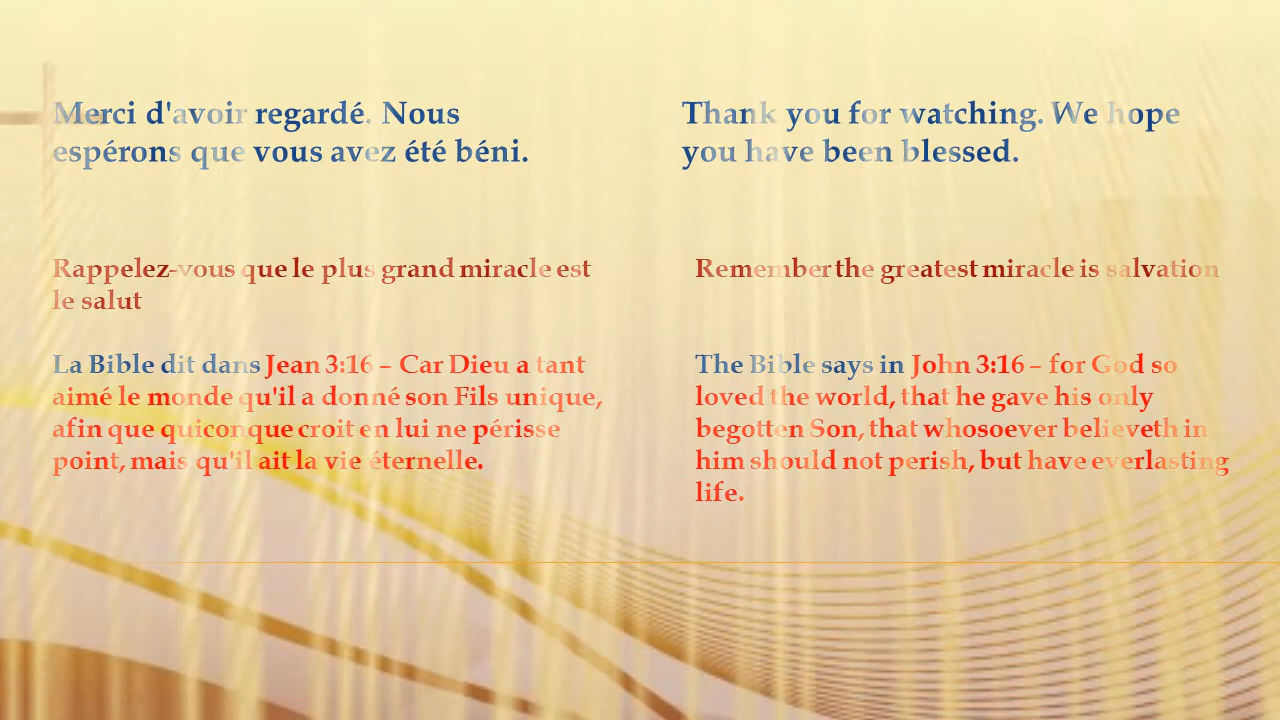 Merci d'avoir regardé. Nous
espérons que vous avez été béni.
Rappelez-vous que le plus grand miracle est
le salut
La Bible dit dans Jean 3:16 – Car Dieu a tant
aimé le monde qu'il a donné son Fils unique,
afin que quiconque croit en lui ne périsse
point, mais qu'il ait la vie éternelle.
Thank you for watching. We hope
you have been blessed.
Remember the greatest miracle is salvation
The Bible says in John 3:16 – for God so
loved the world, that he gave his only
begotten Son, that whosoever believeth in
him should not perish, but have everlasting
life.